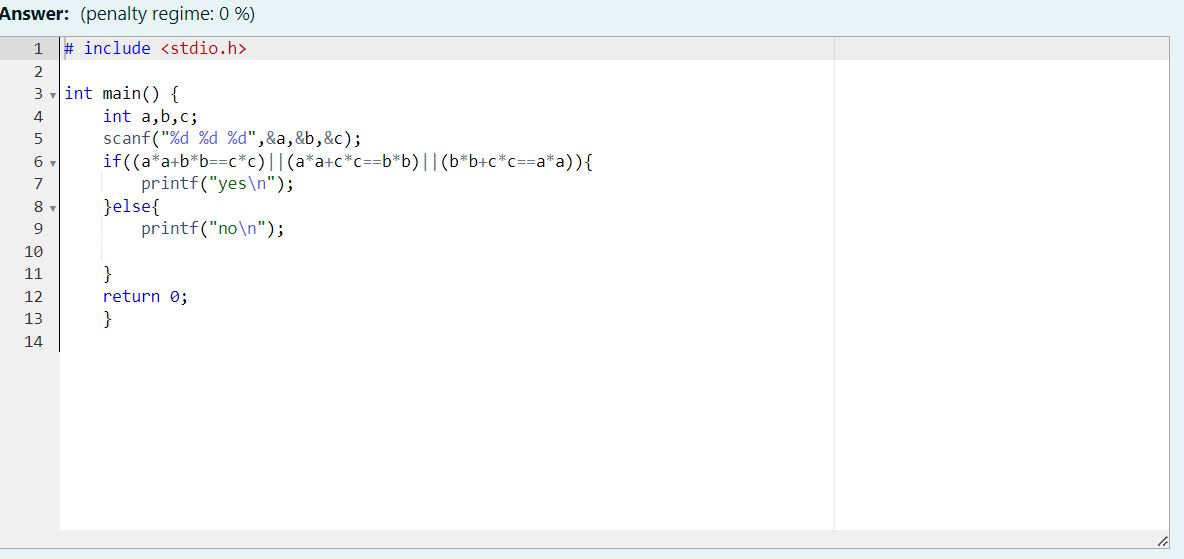 Answer: (penalty regime: 0 %)
1 # include <stdio.h>
2
3 int main() {
4 int a,b,c;
5 scanf("%d %d %d",&a,&b,&c);
6 if((a*a+b*b==c*c)||(a*a+c*c==b*b)||(b*b+c*c==a*a)){
7 printf("yes\n");
8 }else{
9 printf("no\n");
10
11 }
12 return 0;
13 }
14